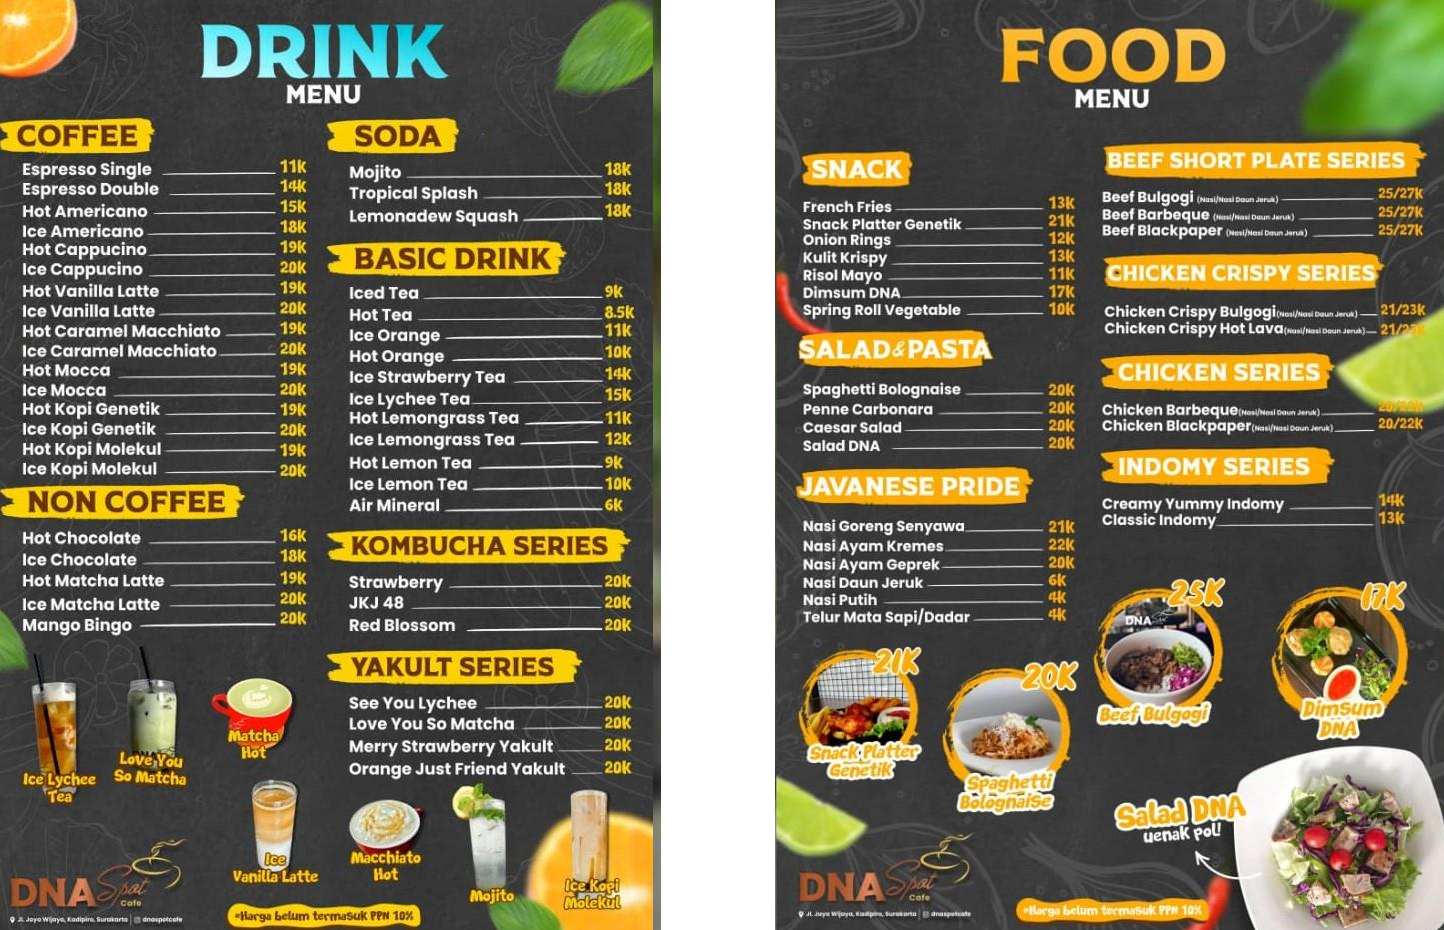 DRINK
MENU
COFFEE
Espresso Single 11k
Espresso Double 14k
Hot Americano 15k
Ice Americano 18k
Hot Cappucino 19k
Ice Cappucino 20k
Hot Vanilla Latte 19k
Ice Vanilla Latte 20k
Hot Caramel Macchiato 19k
Ice Caramel Macchiato 20k
Hot Mocca 19k
Ice Mocca 20k
Hot Kopi Genetik 19k
Ice Kopi Genetik 20k
Hot Kopi Molekul 19k
Ice Kopi Molekul 20k
NON COFFEE
Hot Chocolate 16k
Ice Chocolate 18k
Hot Matcha Latte 19k
Ice Matcha Latte 20k
Mango Bingo 20k
SODA
Mojito 18k
Tropical Splash 18k
Lemonadew Squash 18k
BASIC DRINK
Iced Tea 9k
Hot Tea 8.5k
Ice Orange 11k
Hot Orange 10k
Ice Strawberry Tea 14k
Ice Lychee Tea 15k
Hot Lemongrass Tea 11k
Ice Lemongrass Tea 12k
Hot Lemon Tea 9k
Ice Lemon Tea 10k
Air Mineral 6k
KOMBUCHA SERIES
Strawberry 20k
JKJ 48 20k
Red Blossom 20k
YAKULT SERIES
See You Lychee 20k
Love You So Matcha 20k
Merry Strawberry Yakult 20k
Orange Just Friend Yakult 20k
Ice Lychee
Tea
Love You
So Matcha
Matcha
Hot
Ice
Vanilla Latte
Macchiato
Hot
Mojito
Ice Kopi
Molekul
DNA Spot
Cafe
Jl. Jaya Wijaya, Kadipiro, Surakarta | dnaspotcafe
*Harga belum termasuk PPN 10%
FOOD
MENU
SNACK
French Fries 13K
Snack Platter Genetik 21K
Onion Rings 12K
Kulit Krispy 13K
Risol Mayo 11K
Dimsum DNA 17K
Spring Roll Vegetable 10K
SALAD & PASTA
Spaghetti Bolognaise 20K
Penne Carbonara 20K
Caesar Salad 20K
Salad DNA 20K
JAVANESE PRIDE
Nasi Goreng Senyawa 21K
Nasi Ayam Kremes 22K
Nasi Ayam Geprek 20K
Nasi Daun Jeruk 6K
Nasi Putih 4K
Telur Mata Sapi/Dadar 4K
BEEF SHORT PLATE SERIES
Beef Bulgogi (Nasi/Nasi Daun Jeruk) 25/27K
Beef Barbeque (Nasi/Nasi Daun Jeruk) 25/27K
Beef Blackpaper (Nasi/Nasi Daun Jeruk) 25/27K
CHICKEN CRISPY SERIES
Chicken Crispy Bulgogi (Nasi/Nasi Daun Jeruk) 21/23K
Chicken Crispy Hot Lava (Nasi/Nasi Daun Jeruk)
CHICKEN SERIES
Chicken Barbeque (Nasi/Nasi Daun Jeruk)
Chicken Blackpaper (Nasi/Nasi Daun Jeruk) 20/22K
INDOMY SERIES
Creamy Yummy Indomy 14K
Classic Indomy 13K
21K
Snack Platter
Genetik
20K
Spaghetti
Bolognaise
25K
DNA
Beef Bulgogi
17K
Dimsum
DNA
Salad DNA
uenak pol!
DNA Spot
Cafe
Jl. Jaya Wijaya, Kadipiro, Surakarta | dnaspotcafe
*Harga belum termasuk PPN 10%